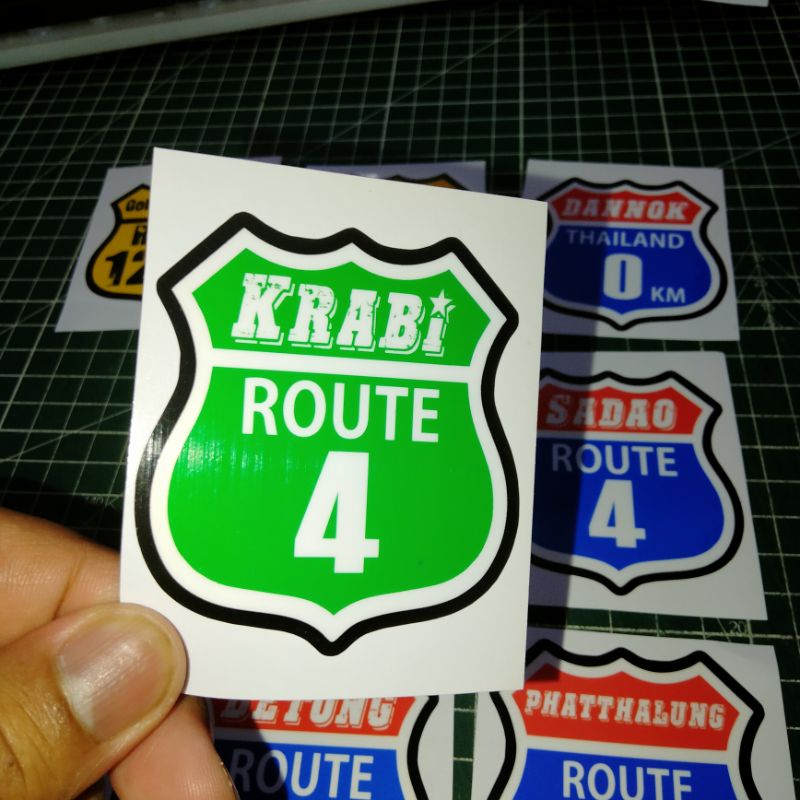 KRABi
ROUTE
4
DANNOK
THAILAND
0 KM
SADAO
ROUTE
4
BETONG
ROUTE
PHATTHALUNG
ROUTE